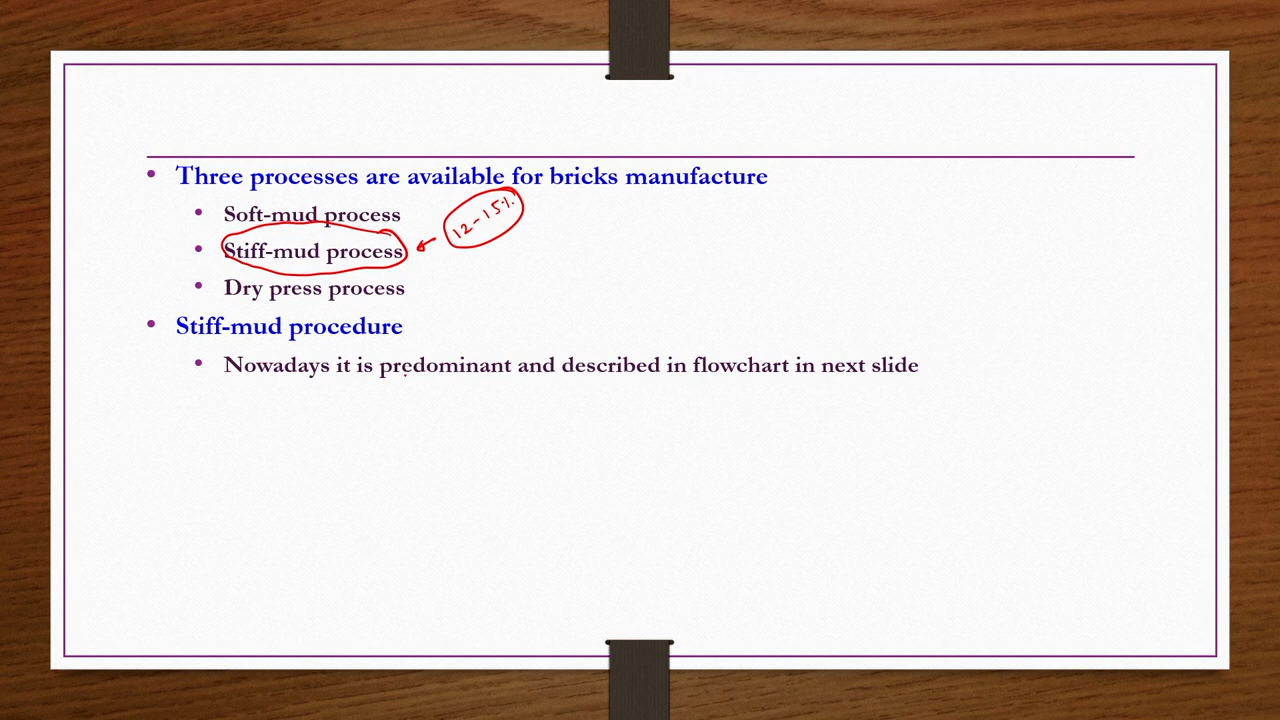 Three processes are available for bricks manufacture
Soft-mud process
12-15%
Stiff-mud process
Dry press process
Stiff-mud procedure
Nowadays it is predominant and described in flowchart in next slide